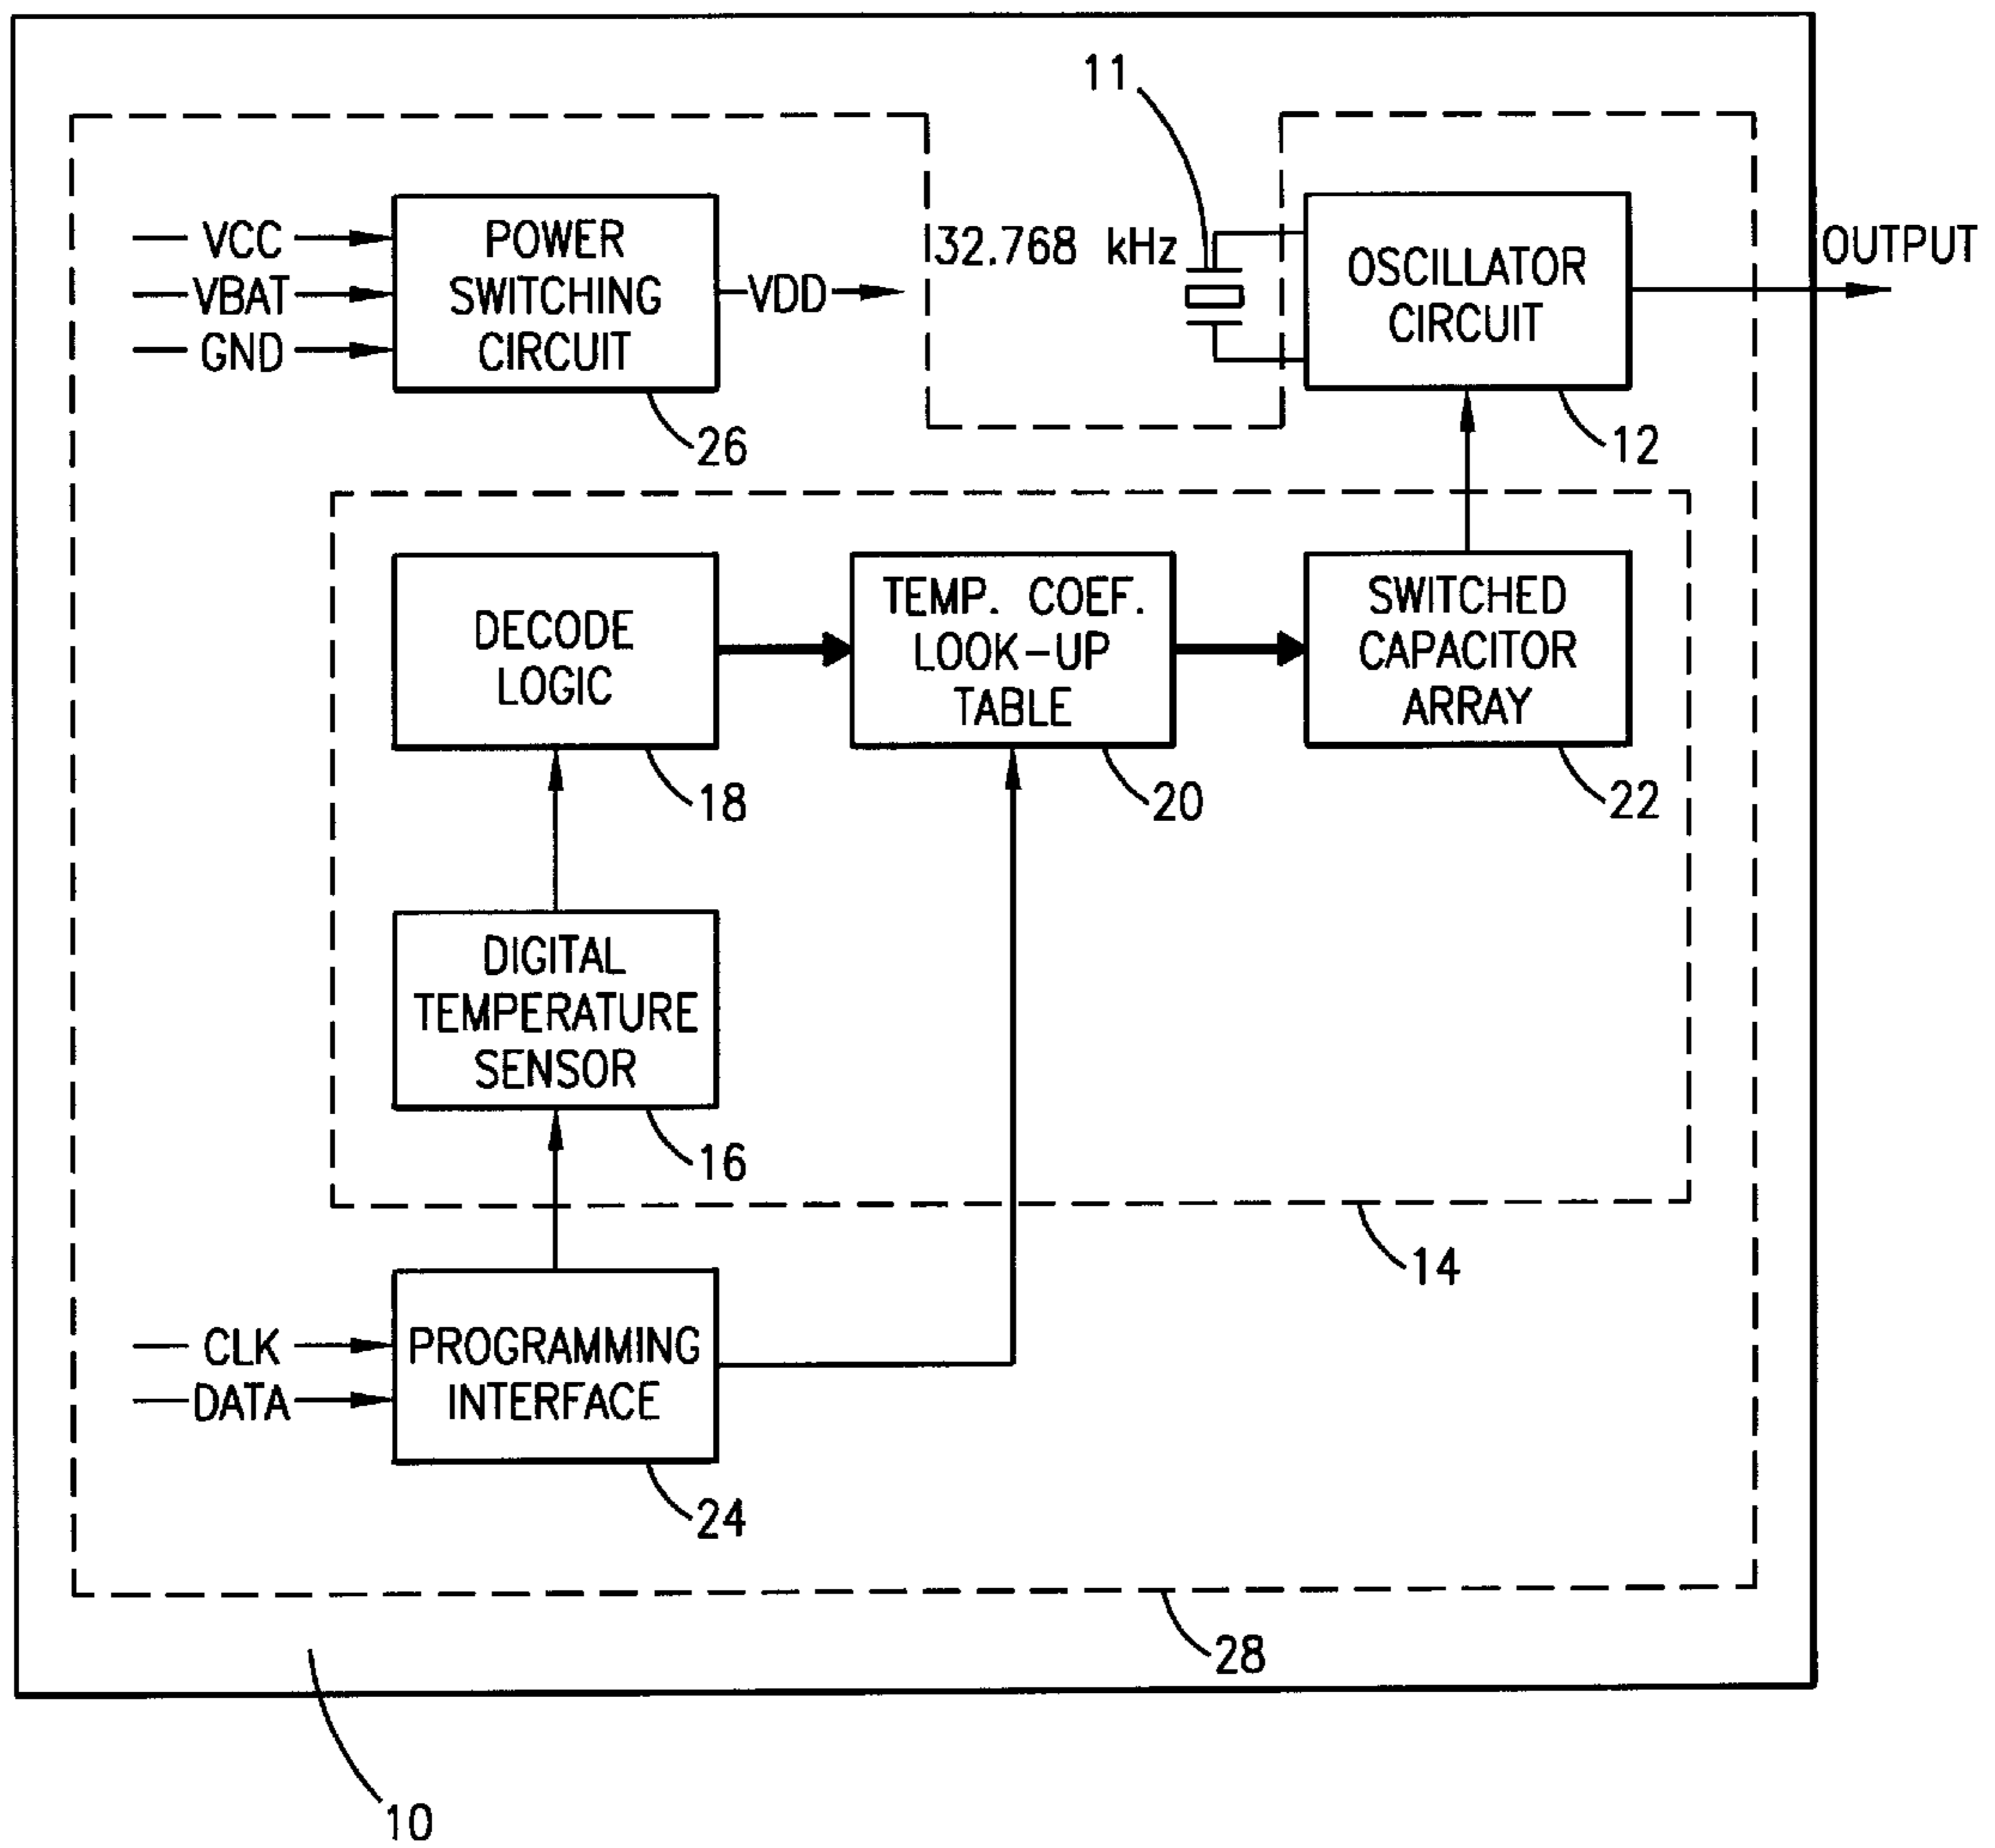 11
VCC
VBAT
GND
POWER
SWITCHING
CIRCUIT
VDD
26
32.768 kHz
OSCILLATOR
CIRCUIT
OUTPUT
12
DECODE
LOGIC
18
TEMP. COEF.
LOOK-UP
TABLE
20
SWITCHED
CAPACITOR
ARRAY
22
DIGITAL
TEMPERATURE
SENSOR
16
14
CLK
DATA
PROGRAMMING
INTERFACE
24
28
10